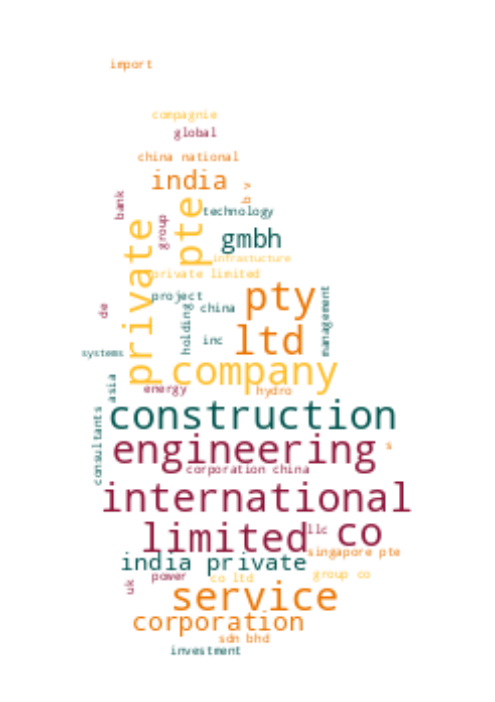 import
compagnie
global
china national
india
b v
bank
technology
pte
group
gmbh
private
infrastucture
private limited
project
pty
management
de
china
holding
inc
ltd
systems
company
asia
energy
hydro
construction
consultants
engineering
s
corporation china
international
limited
llc
co
singapore pte
india private
power
group co
co ltd
uk
service
corporation
sdn bhd
investment